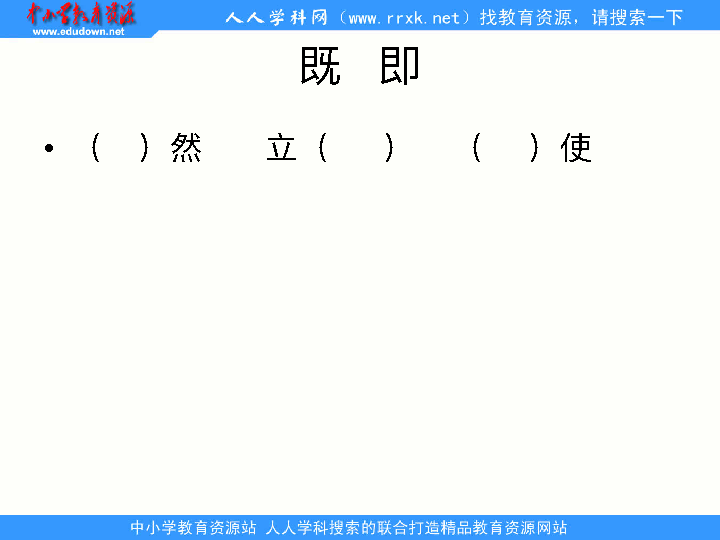 中小学教育资源
www.edudown.net
人人学科网（www.rrxk.net）找教育资源，请搜索一下
既 即
•（ ）然 立（ ） （ ）使
中小学教育资源站 人人学科搜索的联合打造精品教育资源网站